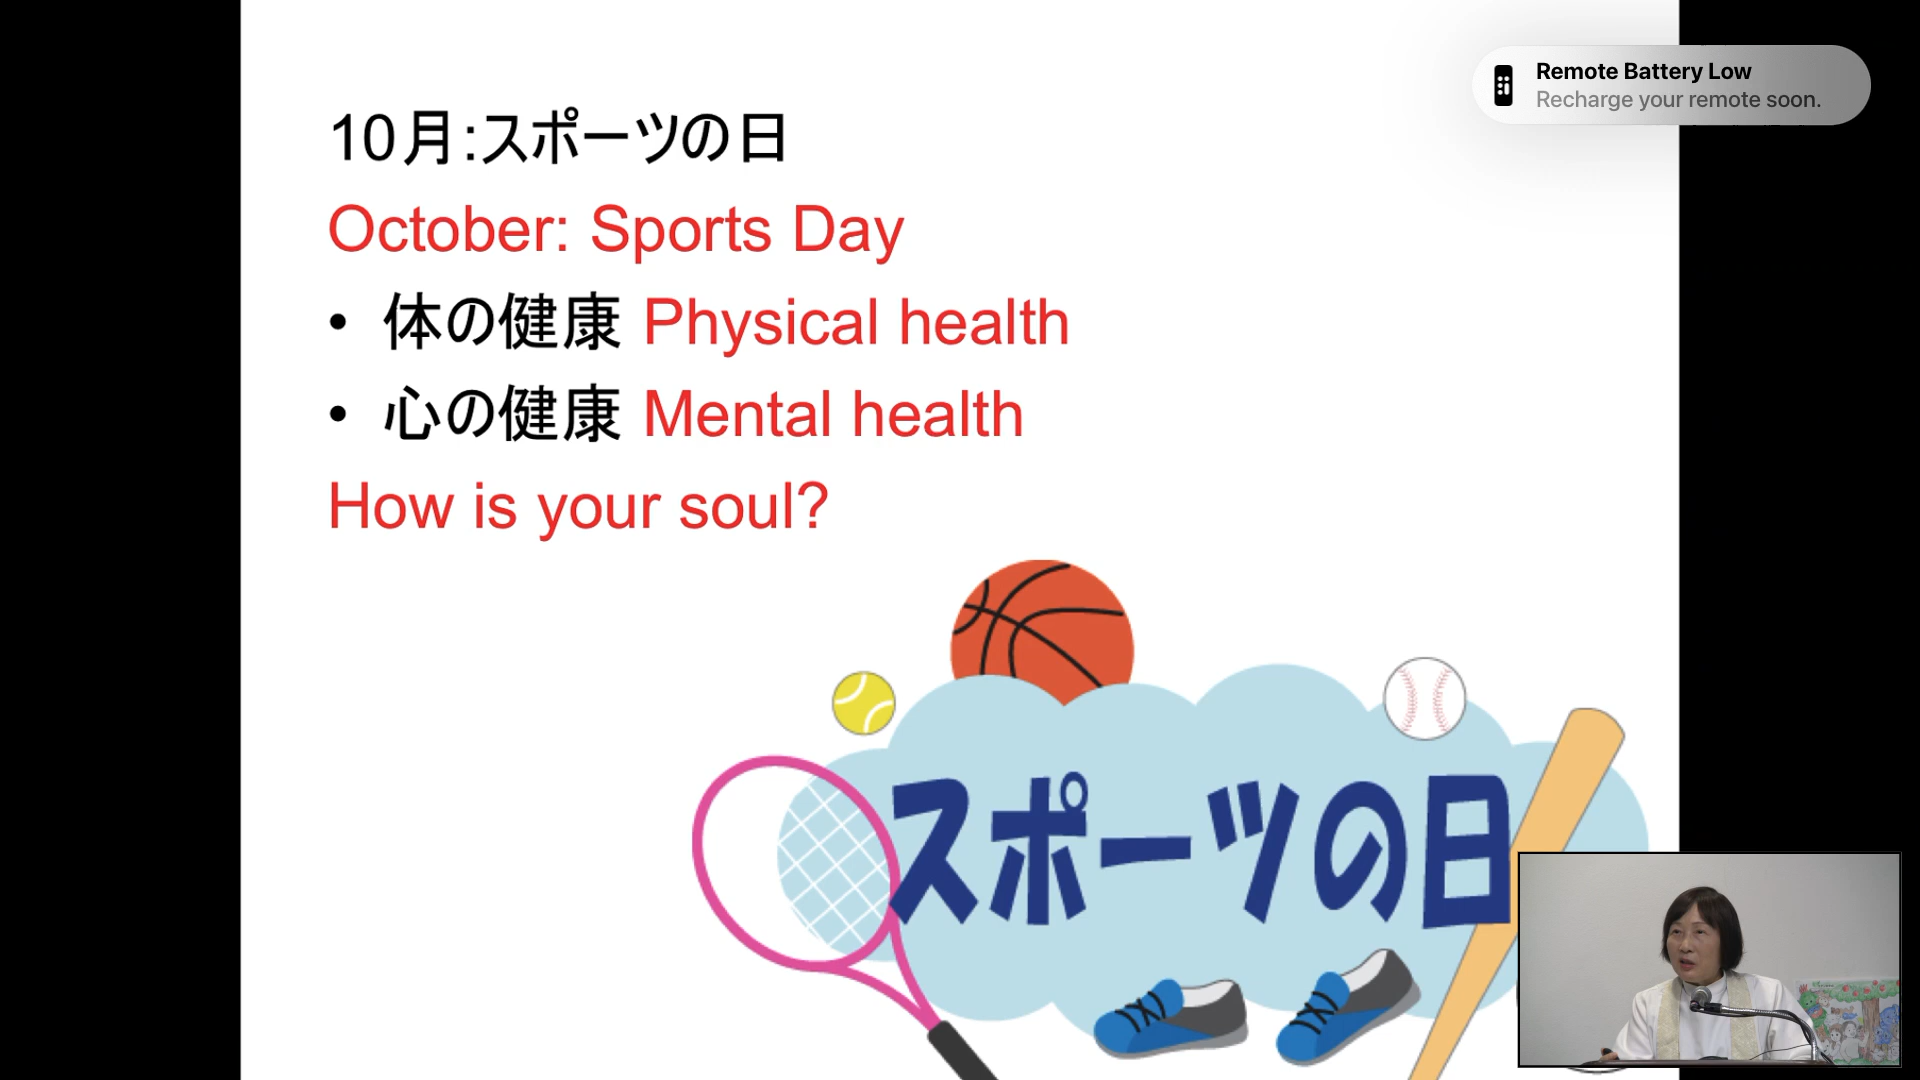 10月:スポーツの日
October: Sports Day
• 体の健康 Physical health
• 心の健康 Mental health
How is your soul?
スポーツの日
Remote Battery Low
Recharge your remote soon.